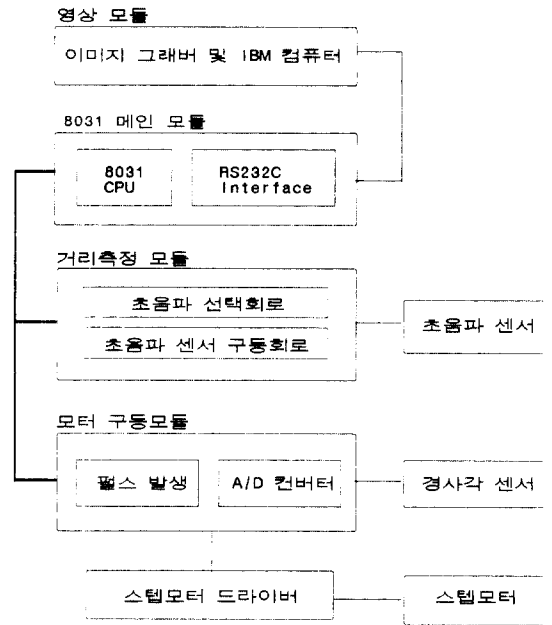 영상 모듈
이미지 그래버 및 IBM 컴퓨터
8031 메인 모듈
8031
CPU
RS232C
Interface
거리측정 모듈
초음파 선택회로
초음파 센서 구동회로
초음파 센서
모터 구동모듈
펄스 발생
A/D 컨버터
경사각 센서
스텝모터 드라이버
스텝모터